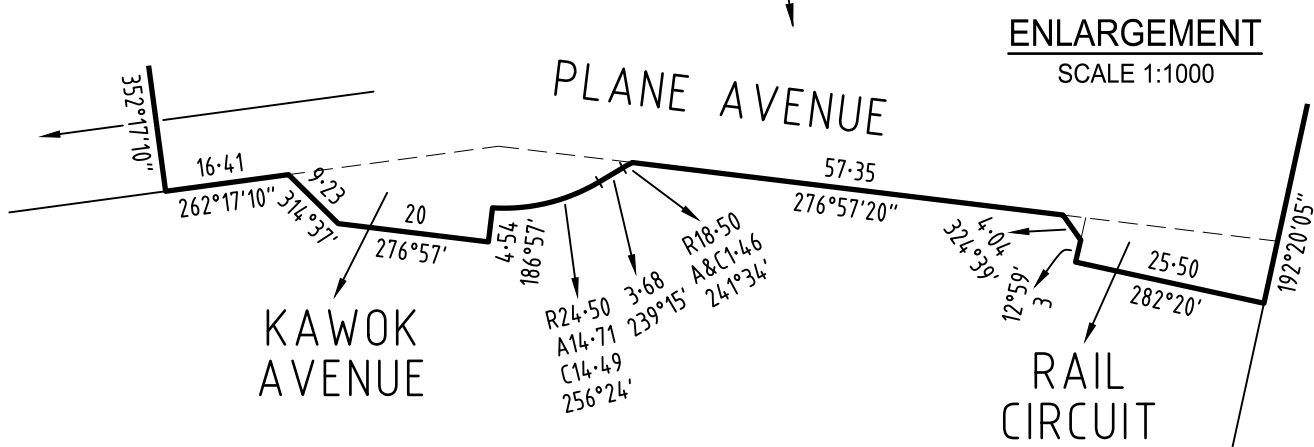 ENLARGEMENT
SCALE 1:1000
PLANE AVENUE
352°17'10"
16·41
262°17'10"
9·23
314°37'
20
276°57'
4·54
186°57'
R24·50
A14·71
C14·49
256°24'
3·68
239°15'
R18·50
A&C1·46
241°34'
57·35
276°57'20"
4·04
324°39'
12°59'
3
25·50
282°20'
192°20'05"
KAWOK
AVENUE
RAIL
CIRCUIT